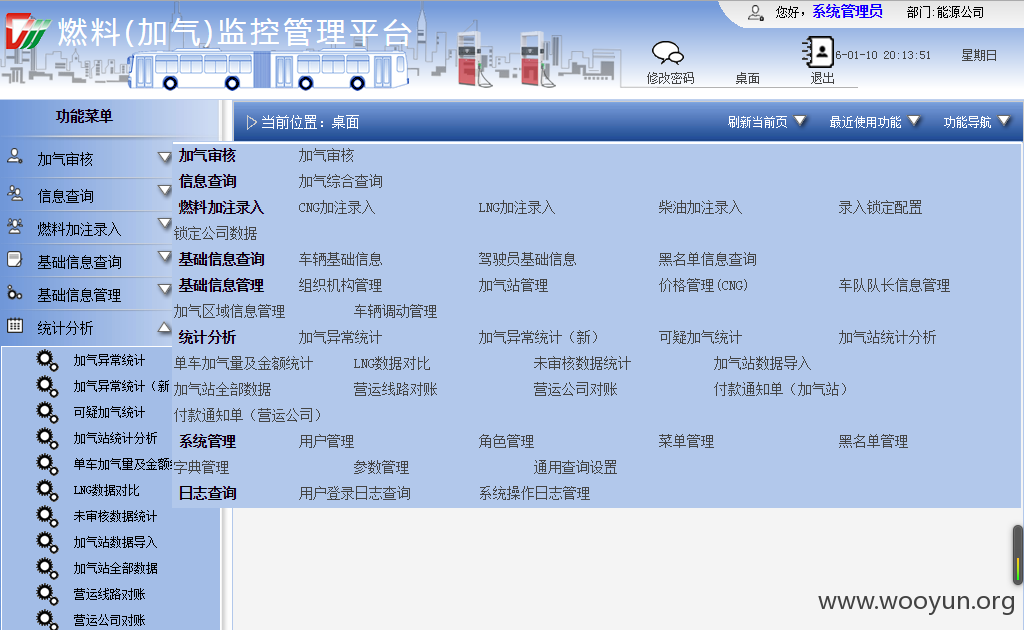 燃料(加气)监控管理平台
您好，系统管理员 部门:能源公司
6-01-10 20:13:51 星期日
修改密码 桌面 退出
功能菜单
当前位置：桌面 刷新当前页 最近使用功能 功能导航
加气审核
信息查询
燃料加注录入
基础信息查询
基础信息管理
统计分析
加气异常统计
加气异常统计（新
可疑加气统计
加气站统计分析
单车加气量及金额
LNG数据对比
未审核数据统计
加气站数据导入
加气站全部数据
营运线路对账
营运公司对账
加气审核 加气审核
信息查询 加气综合查询
燃料加注录入 CNG加注录入 LNG加注录入 柴油加注录入 录入锁定配置
锁定公司数据
基础信息查询 车辆基础信息 驾驶员基础信息 黑名单信息查询
基础信息管理 组织机构管理 加气站管理 价格管理(CNG) 车队队长信息管理
加气区域信息管理 车辆调动管理
统计分析 加气异常统计 加气异常统计（新） 可疑加气统计 加气站统计分析
单车加气量及金额统计 LNG数据对比 未审核数据统计 加气站数据导入
加气站全部数据 营运线路对账 营运公司对账 付款通知单（加气站）
付款通知单（营运公司）
系统管理 用户管理 角色管理 菜单管理 黑名单管理
字典管理 参数管理 通用查询设置
日志查询 用户登录日志查询 系统操作日志管理
www.wooyun.org